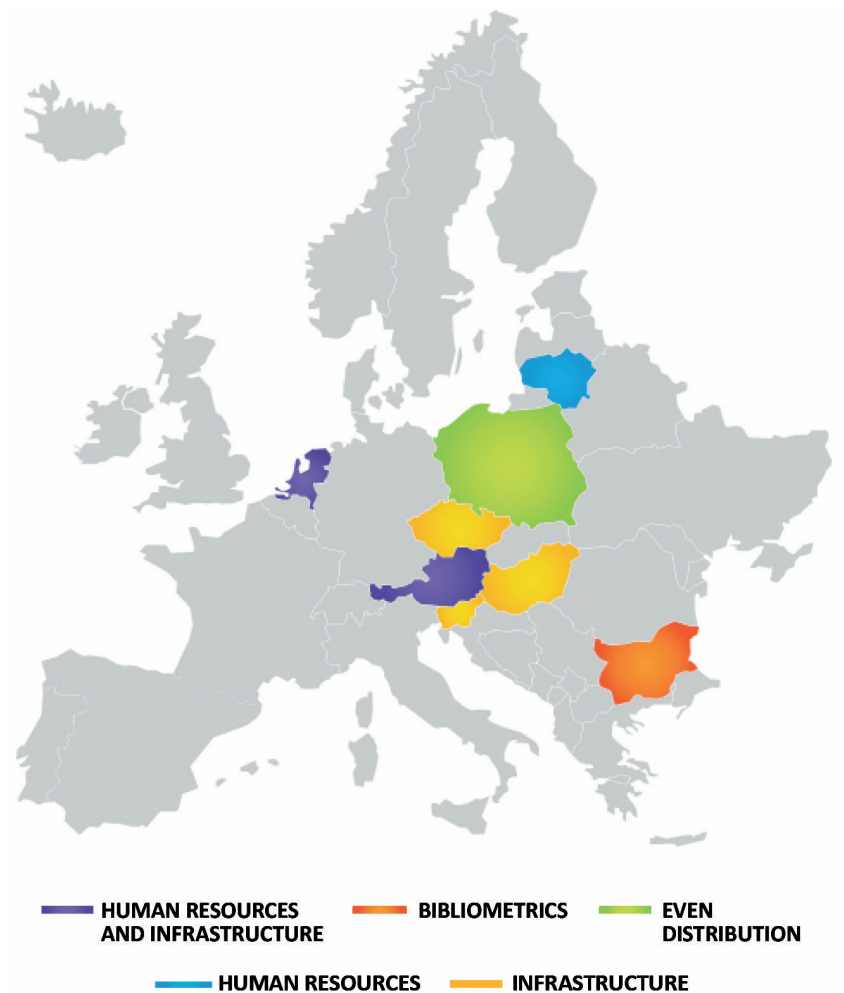 HUMAN RESOURCES
AND INFRASTRUCTURE
BIBLIOMETRICS
EVEN
DISTRIBUTION
HUMAN RESOURCES
INFRASTRUCTURE